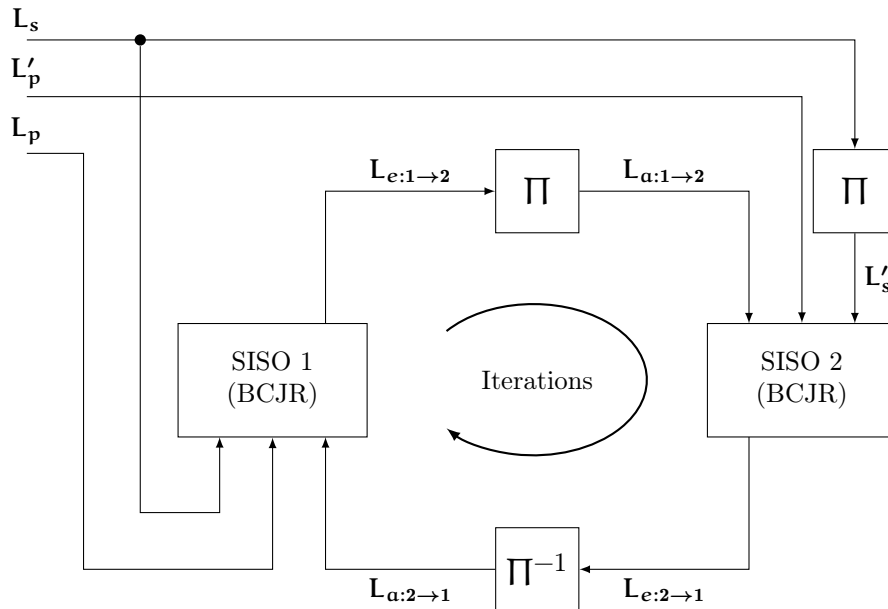 L_s
L'_p
L_p
L_{e:1→2}
∏
L_{a:1→2}
∏
L'_s
SISO 1
(BCJR)
Iterations
SISO 2
(BCJR)
L_{a:2→1}
∏^{-1}
L_{e:2→1}